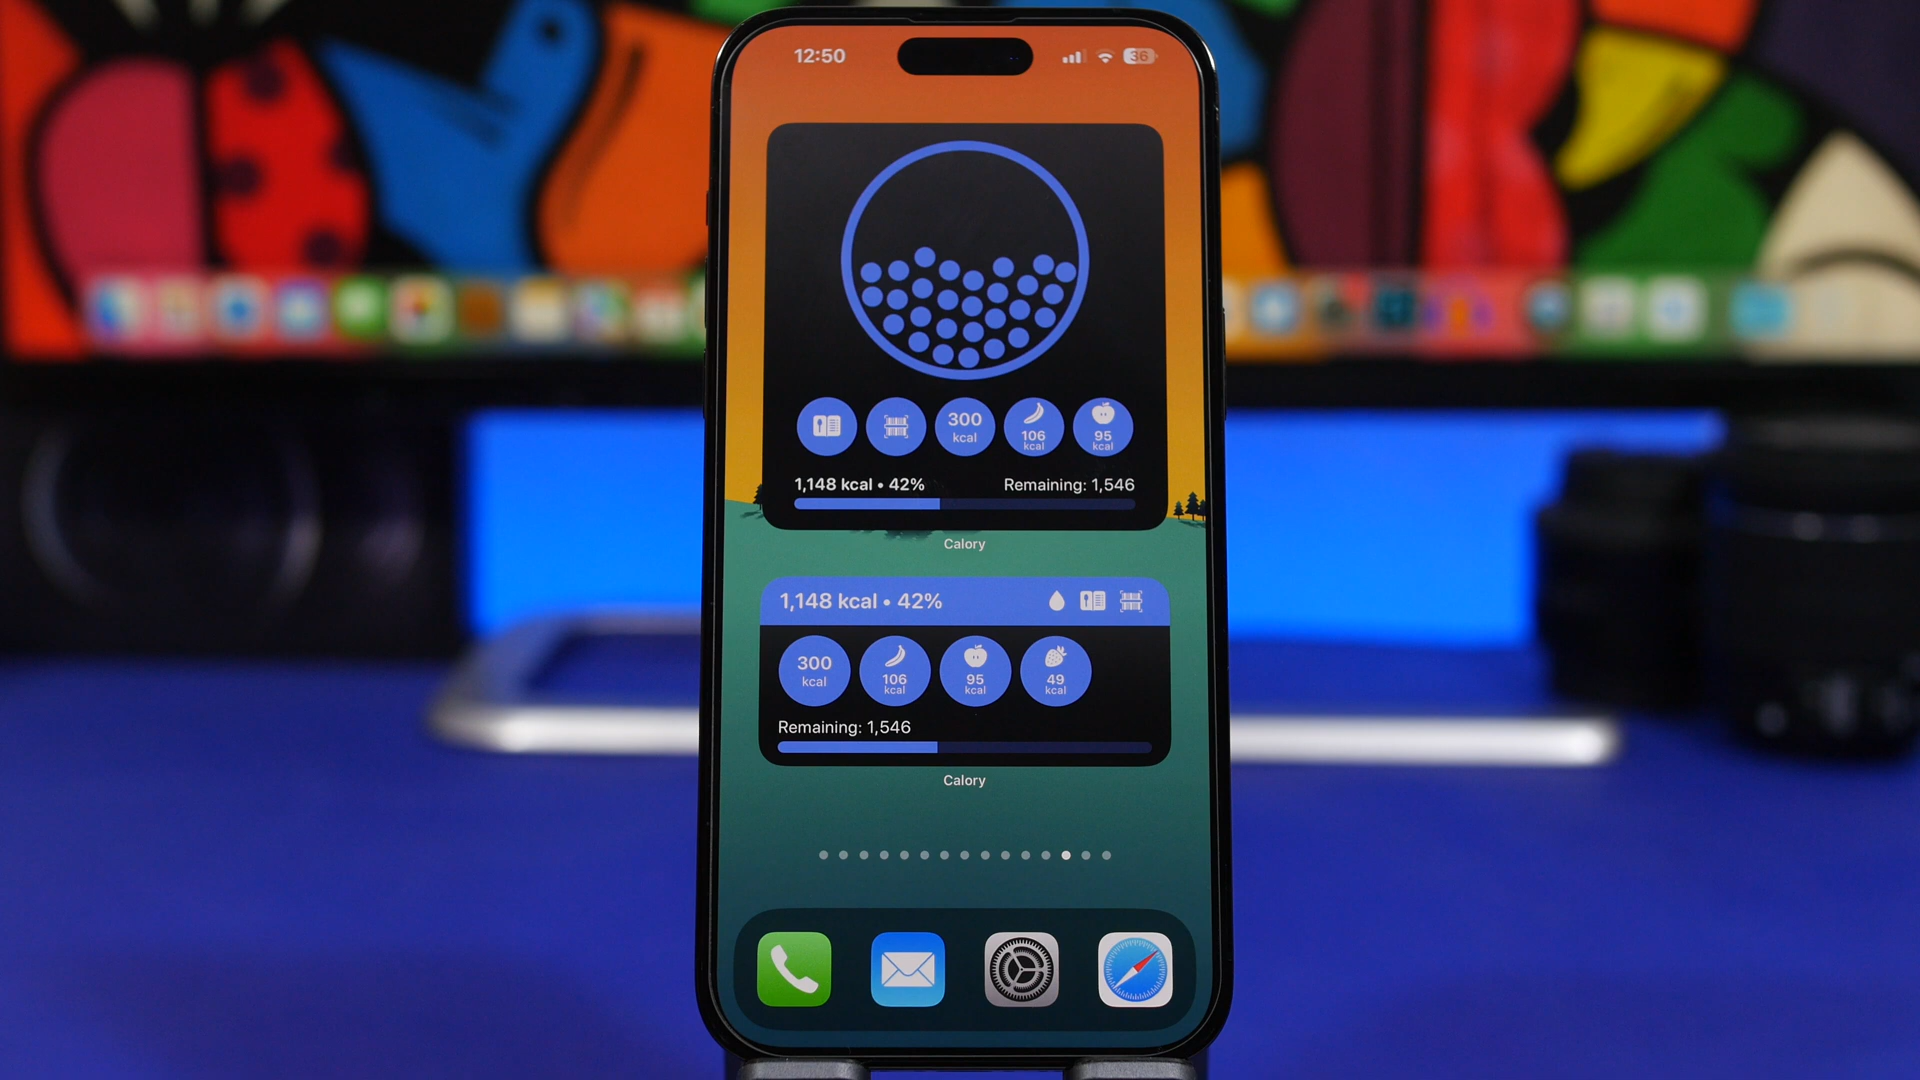 12:50
36
300
kcal
106
kcal
95
kcal
1,148 kcal • 42%
Remaining: 1,546
Calory
1,148 kcal • 42%
300
kcal
106
kcal
95
kcal
49
kcal
Remaining: 1,546
Calory